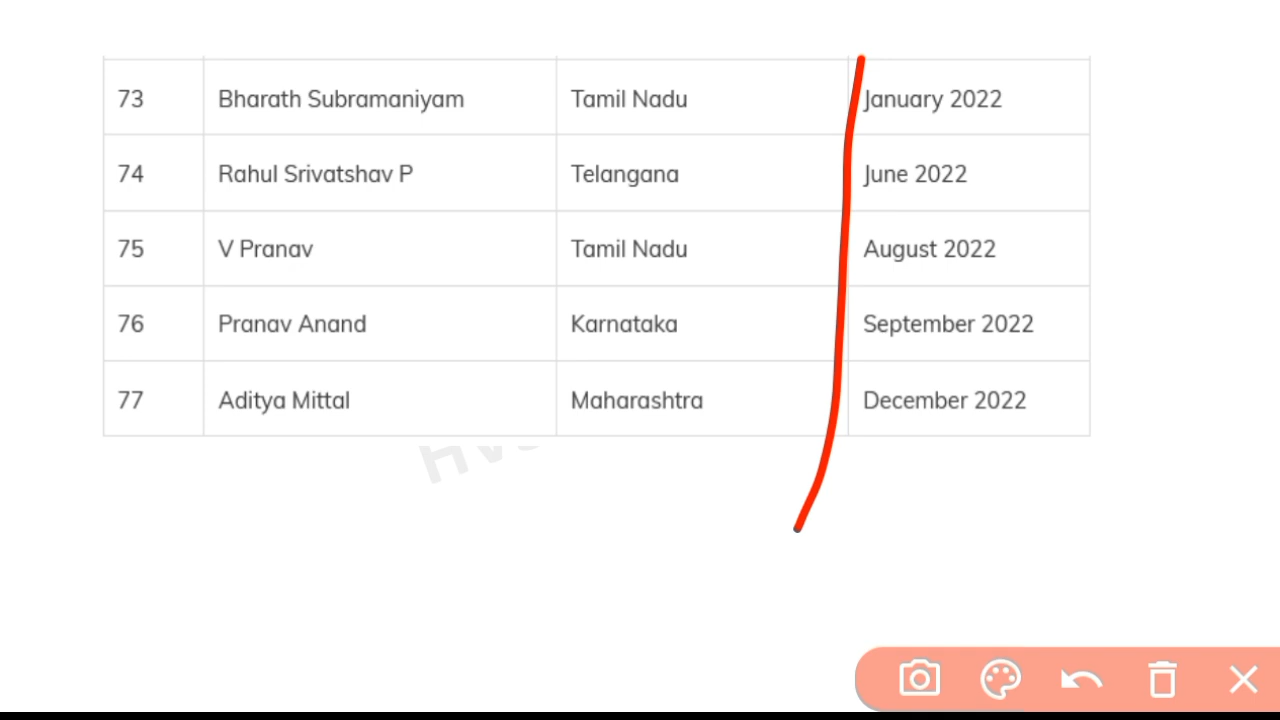 73 Bharath Subramaniyam Tamil Nadu January 2022
74 Rahul Srivatshav P Telangana June 2022
75 V Pranav Tamil Nadu August 2022
76 Pranav Anand Karnataka September 2022
77 Aditya Mittal Maharashtra December 2022